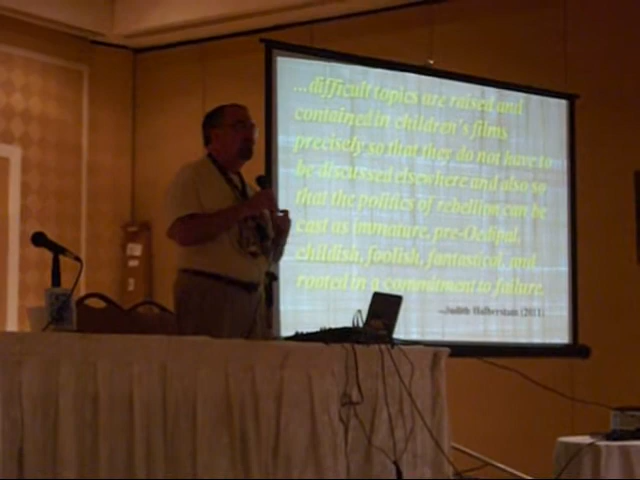 ...difficult topics are raised and
contained in children's films
precisely so that they do not have to
be discussed elsewhere and also so
that the politics of rebellion can be
cast as immature, pre-Oedipal,
childish, foolish, fantastical, and
rooted in a commitment to failure.
--Judith Halberstam (2011)